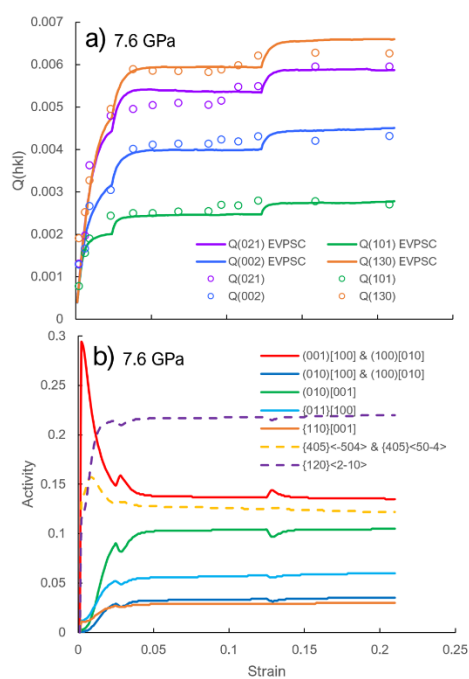 a) 7.6 GPa
Q(hkl)
0.007
0.006
0.005
0.004
0.003
0.002
0.001
0
Q(021) EVPSC
Q(101) EVPSC
Q(002) EVPSC
Q(130) EVPSC
Q(021)
Q(101)
Q(002)
Q(130)
b) 7.6 GPa
(001)[100] & (100)[010]
(010)[100] & (100)[010]
(010)[001]
{011}[100]
{110}[001]
{405}<-504> & {405}<50-4>
{120}<2-10>
Activity
0.3
0.25
0.2
0.15
0.1
0.05
0
0
0.05
0.1
0.15
0.2
0.25
Strain